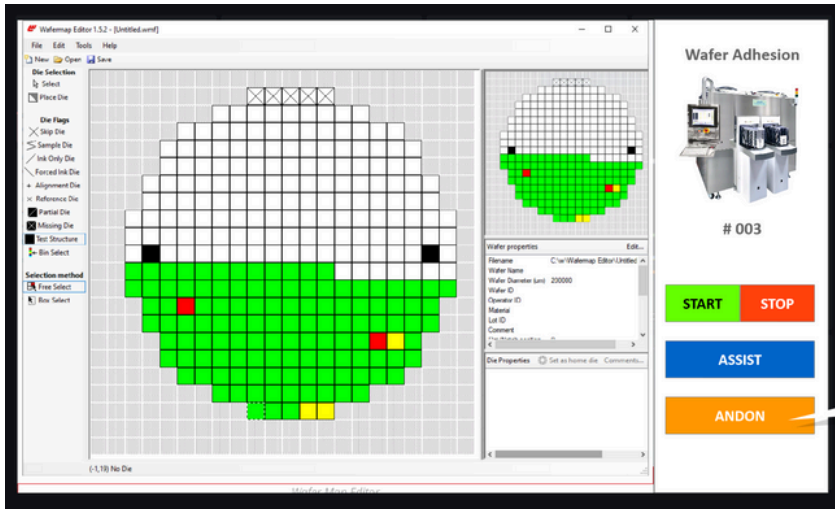 Wafermap Editor 1.5.2 - [Untitled.wmf]
File Edit Tools Help
New Open Save
Die Selection
Select
Place Die
Die Flags
Skip Die
Sample Die
Ink Only Die
Forced Ink Die
Alignment Die
Reference Die
Partial Die
Missing Die
Test Structure
Bin Select
Selection method
Free Select
Box Select
(-1,19) No Die
Wafer properties Edit...
Filename C:\w\Wafermap Editor\Untitled
Wafer Name
Wafer Diameter (um) 200000
Wafer ID
Operator ID
Material
Lot ID
Comment
Die Properties Set as home die Comments...
Wafer Map Editor
Wafer Adhesion
# 003
START STOP
ASSIST
ANDON